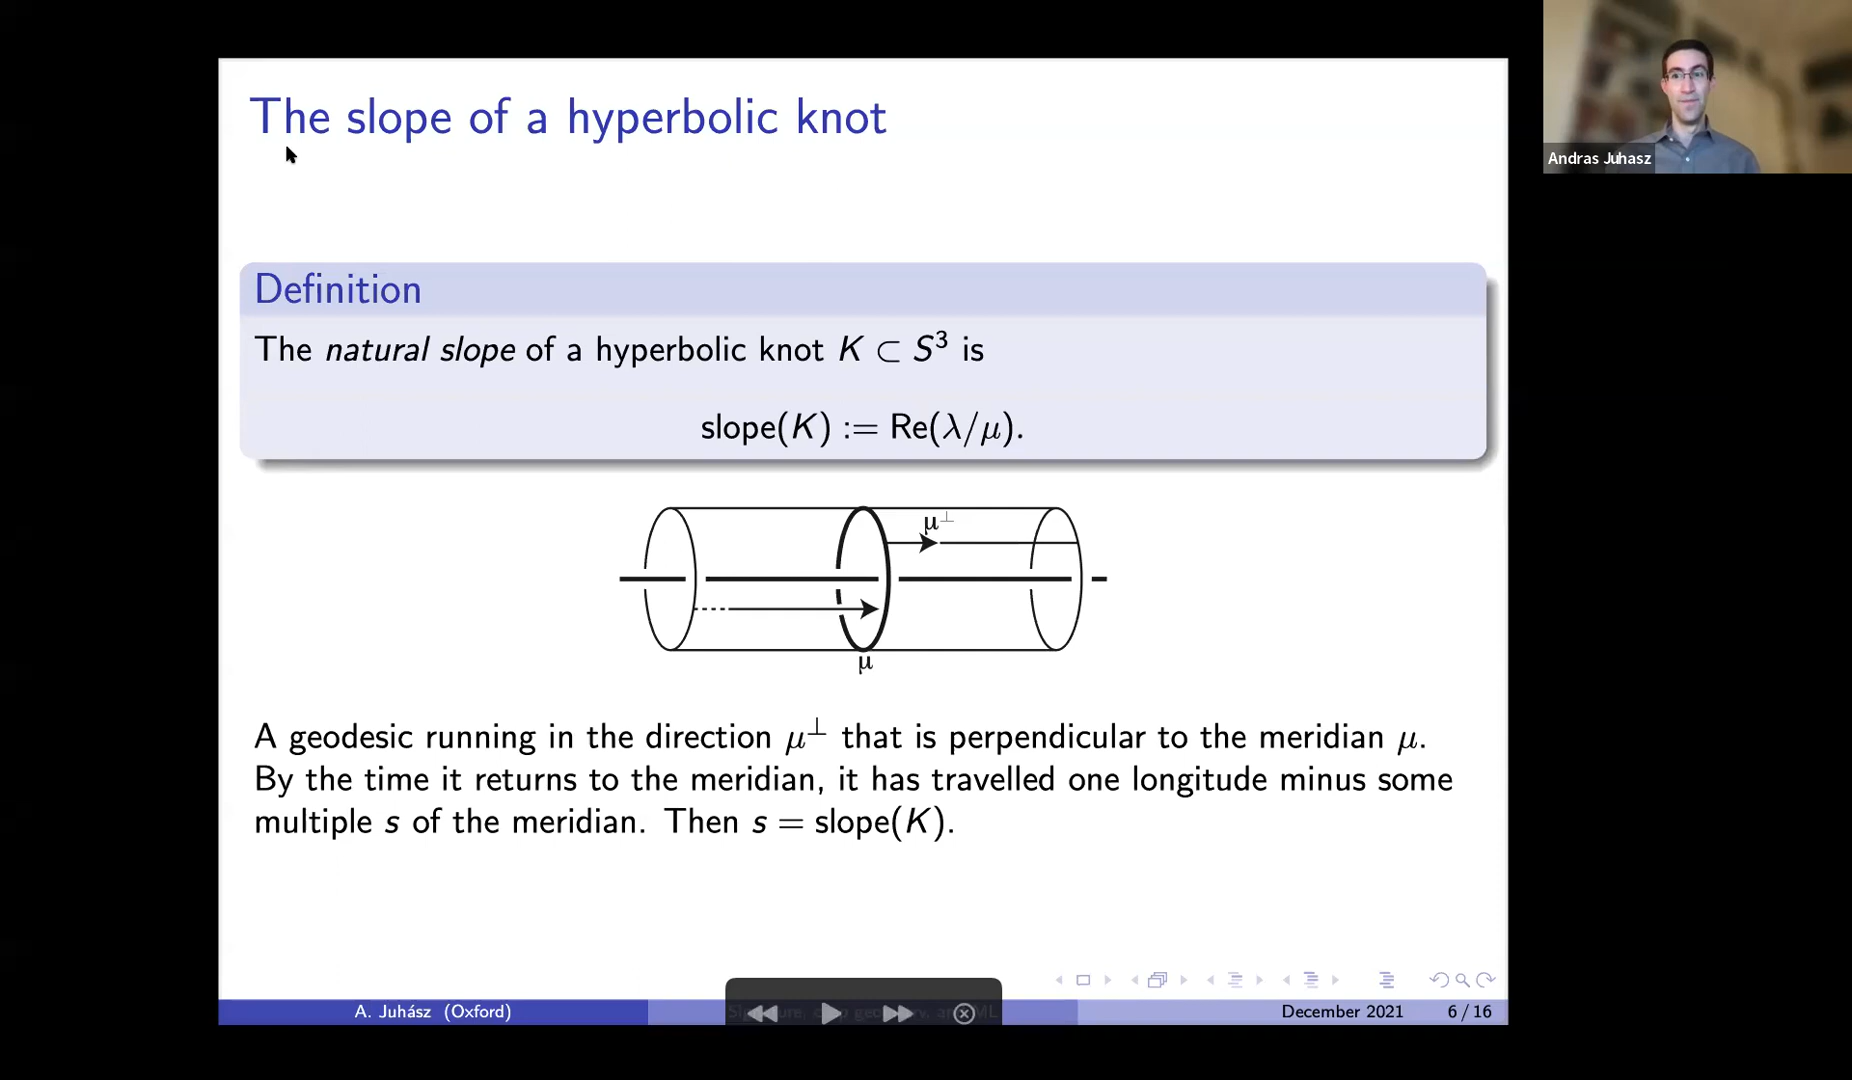 The slope of a hyperbolic knot
Andras Juhasz
Definition
The natural slope of a hyperbolic knot K ⊂ S³ is
slope(K) := Re(λ/μ).
μ⊥
μ
A geodesic running in the direction μ⊥ that is perpendicular to the meridian μ.
By the time it returns to the meridian, it has travelled one longitude minus some
multiple s of the meridian. Then s = slope(K).
A. Juhász (Oxford)
December 2021
6 / 16